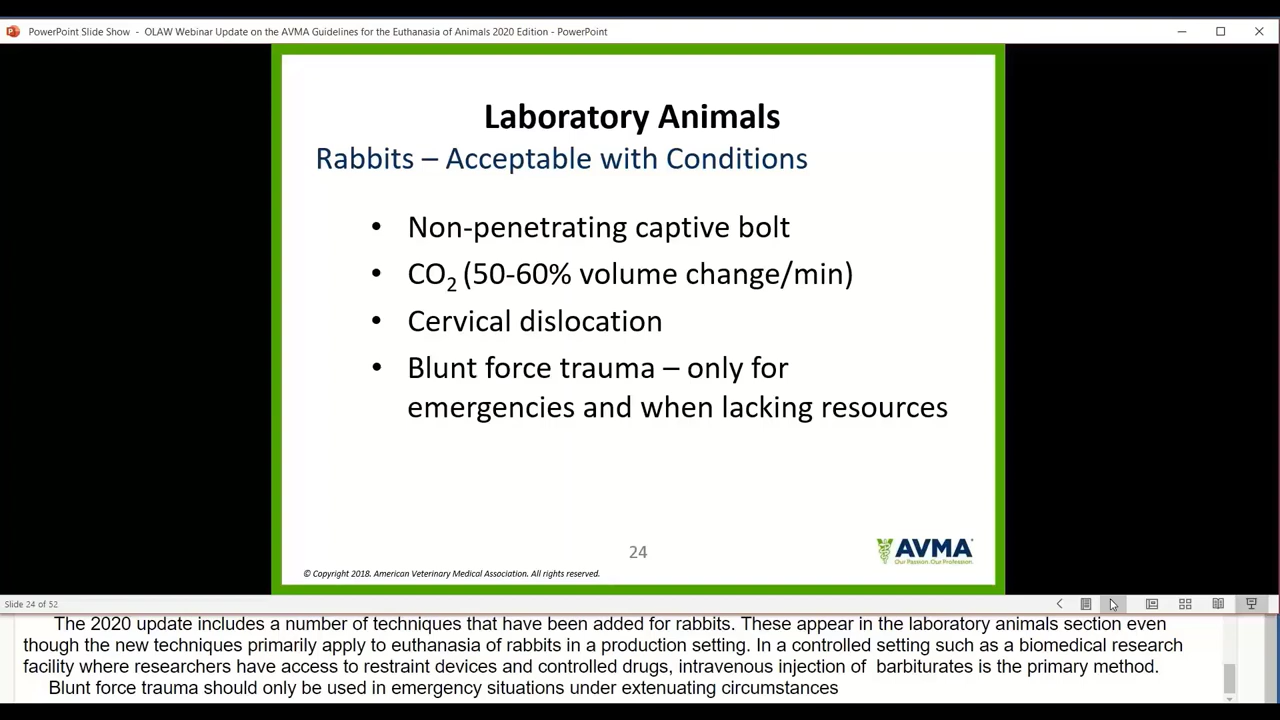 PowerPoint Slide Show - OLAW Webinar Update on the AVMA Guidelines for the Euthanasia of Animals 2020 Edition - PowerPoint
Laboratory Animals
Rabbits – Acceptable with Conditions
• Non-penetrating captive bolt
• CO₂ (50-60% volume change/min)
• Cervical dislocation
• Blunt force trauma – only for
emergencies and when lacking resources
24
AVMA
Our Passion. Our Profession.
© Copyright 2018. American Veterinary Medical Association. All rights reserved.
Slide 24 of 52
The 2020 update includes a number of techniques that have been added for rabbits. These appear in the laboratory animals section even
though the new techniques primarily apply to euthanasia of rabbits in a production setting. In a controlled setting such as a biomedical research
facility where researchers have access to restraint devices and controlled drugs, intravenous injection of barbiturates is the primary method.
Blunt force trauma should only be used in emergency situations under extenuating circumstances